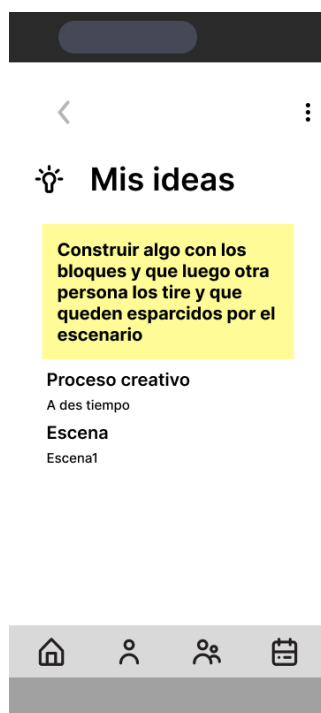 Mis ideas
Construir algo con los
bloques y que luego otra
persona los tire y que
queden esparcidos por el
escenario
Proceso creativo
A des tiempo
Escena
Escena1